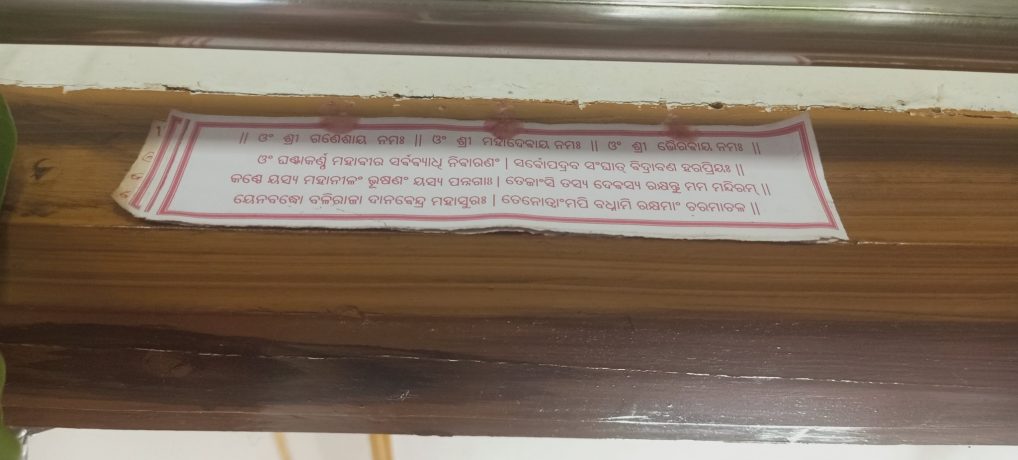 || ଓଂ ଶ୍ରୀ ଗଣେଶାୟ ନମଃ || ଓଂ ଶ୍ରୀ ମହାଦେବାୟ ନମଃ || ଓଂ ଶ୍ରୀ ଭୈରବାୟ ନମଃ ||
ଓଂ ଘଣ୍ଟାକର୍ଣ୍ଣ ମହାବୀର ସର୍ବବ୍ୟାଧି ନିବାରଣଂ | ସର୍ବୋପଦ୍ରବ ସଂଘାତ୍ ବିଦ୍ରାବଣ ହରପ୍ରିୟଃ ||
କଣ୍ଠେ ଯସ୍ୟ ମହାନୀଳଂ ଭୂଷଣଂ ଯସ୍ୟ ପନ୍ନଗାଃ | ତେଜାଂସି ତସ୍ୟ ଦେବସ୍ୟ ରକ୍ଷନ୍ତୁ ମମ ମନ୍ଦିରମ୍ ||
ୟେନବଦ୍ଧୋ ବଳିରାଜା ଦାନବେନ୍ଦ୍ର ମହାସୁରଃ | ତେନୋତ୍ବାଂମପି ବଧ୍ନାମି ରକ୍ଷମାଂ ଚରମାଚଳ ||